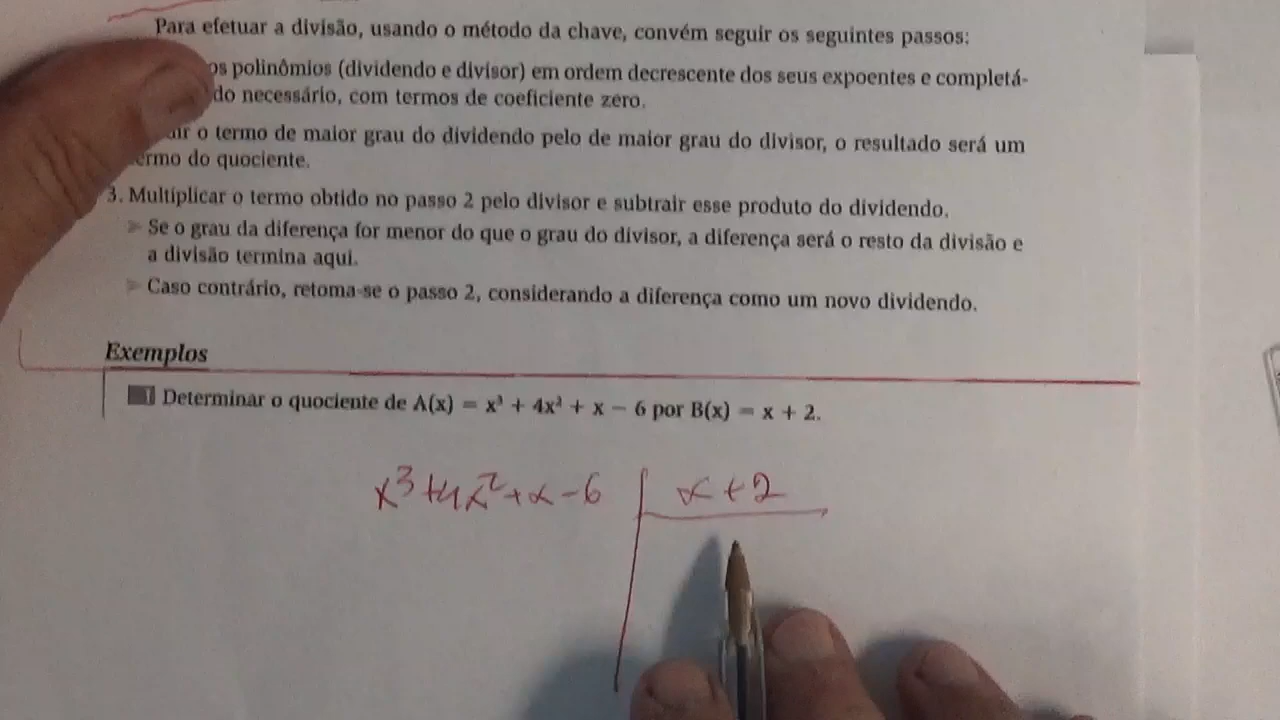 Para efetuar a divisão, usando o método da chave, convém seguir os seguintes passos:
os polinômios (dividendo e divisor) em ordem decrescente dos seus expoentes e completá-
do necessário, com termos de coeficiente zero.
o termo de maior grau do dividendo pelo de maior grau do divisor, o resultado será um
ermo do quociente.
3. Multiplicar o termo obtido no passo 2 pelo divisor e subtrair esse produto do dividendo.
➢ Se o grau da diferença for menor do que o grau do divisor, a diferença será o resto da divisão e
a divisão termina aqui.
➢ Caso contrário, retoma-se o passo 2, considerando a diferença como um novo dividendo.
Exemplos
1 Determinar o quociente de A(x) = x³ + 4x² + x − 6 por B(x) = x + 2.
x³+4x²+x-6 | x+2